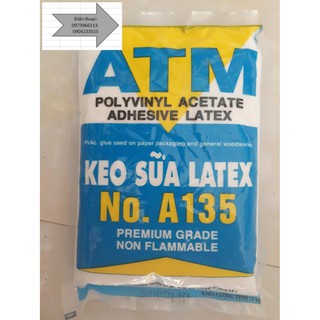 Điện thoại:
0973966113-
0904233515
ATM
POLYVINYL ACETATE
ADHESIVE LATEX
PVAc glue used on paper packaging and general woodworks
KEO SỮA LATEX
No. A135
PREMIUM GRADE
NON FLAMMABLE